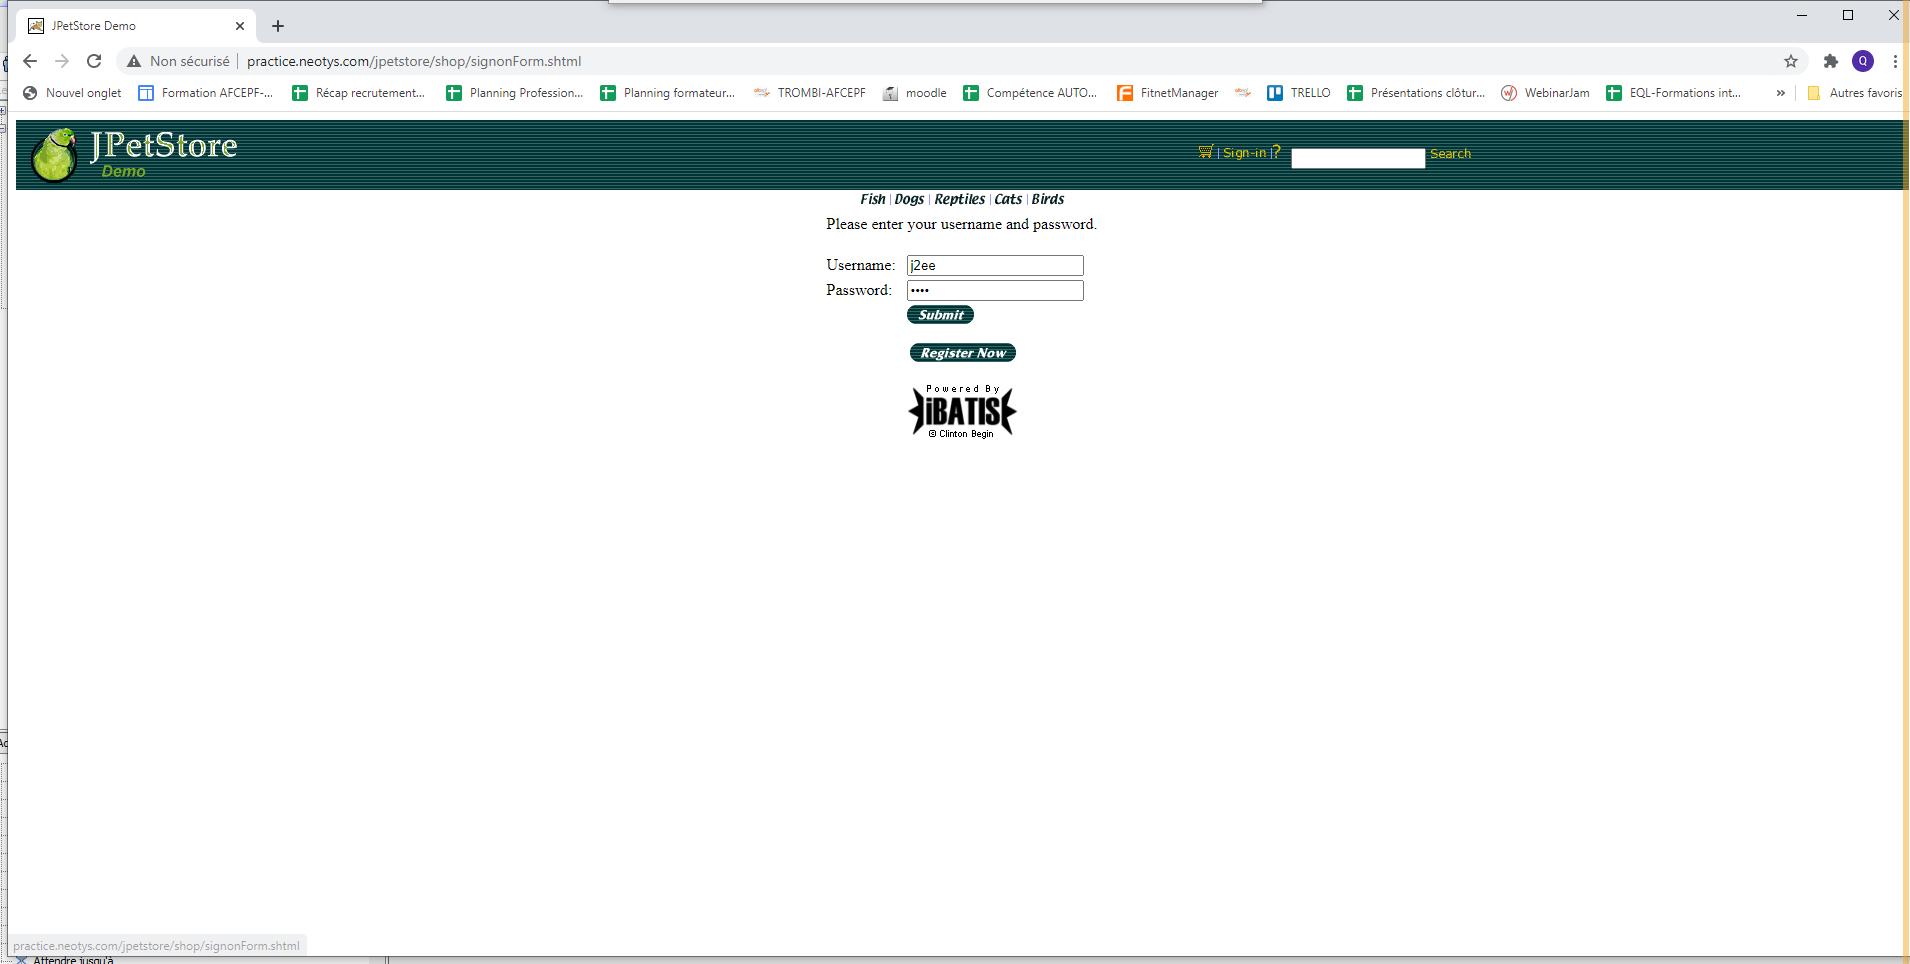 JPetStore Demo
Non sécurisé practice.neotys.com/jpetstore/shop/signonForm.shtml
Nouvel onglet Formation AFCEPF-... Récap recrutement... Planning Profession... Planning formateur... TROMBI-AFCEPF moodle Compétence AUTO... FitnetManager TRELLO Présentations clôtur... WebinarJam EQL-Formations int... » Autres favoris
JPetStore
Demo
| Sign-in |? Search
Fish | Dogs | Reptiles | Cats | Birds
Please enter your username and password.
Username: j2ee
Password: ••••
Submit
Register Now
Powered By
iBATIS
© Clinton Begin
practice.neotys.com/jpetstore/shop/signonForm.shtml
Attendre jusqu'à